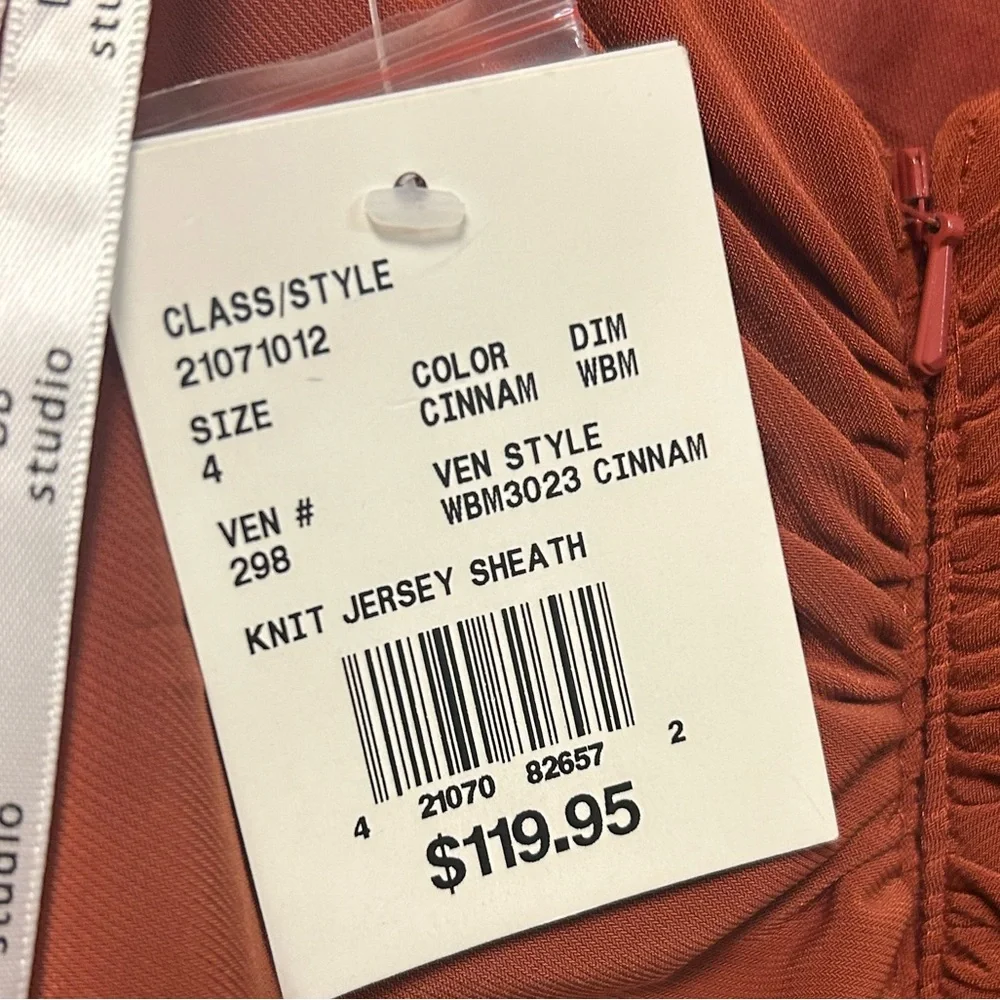 studio
studio
CLASS/STYLE
21071012
SIZE
4
COLOR
CINNAM
DIM
WBM
VEN #
298
VEN STYLE
WBM3023 CINNAM
KNIT JERSEY SHEATH
4 21070 82657 2
$119.95